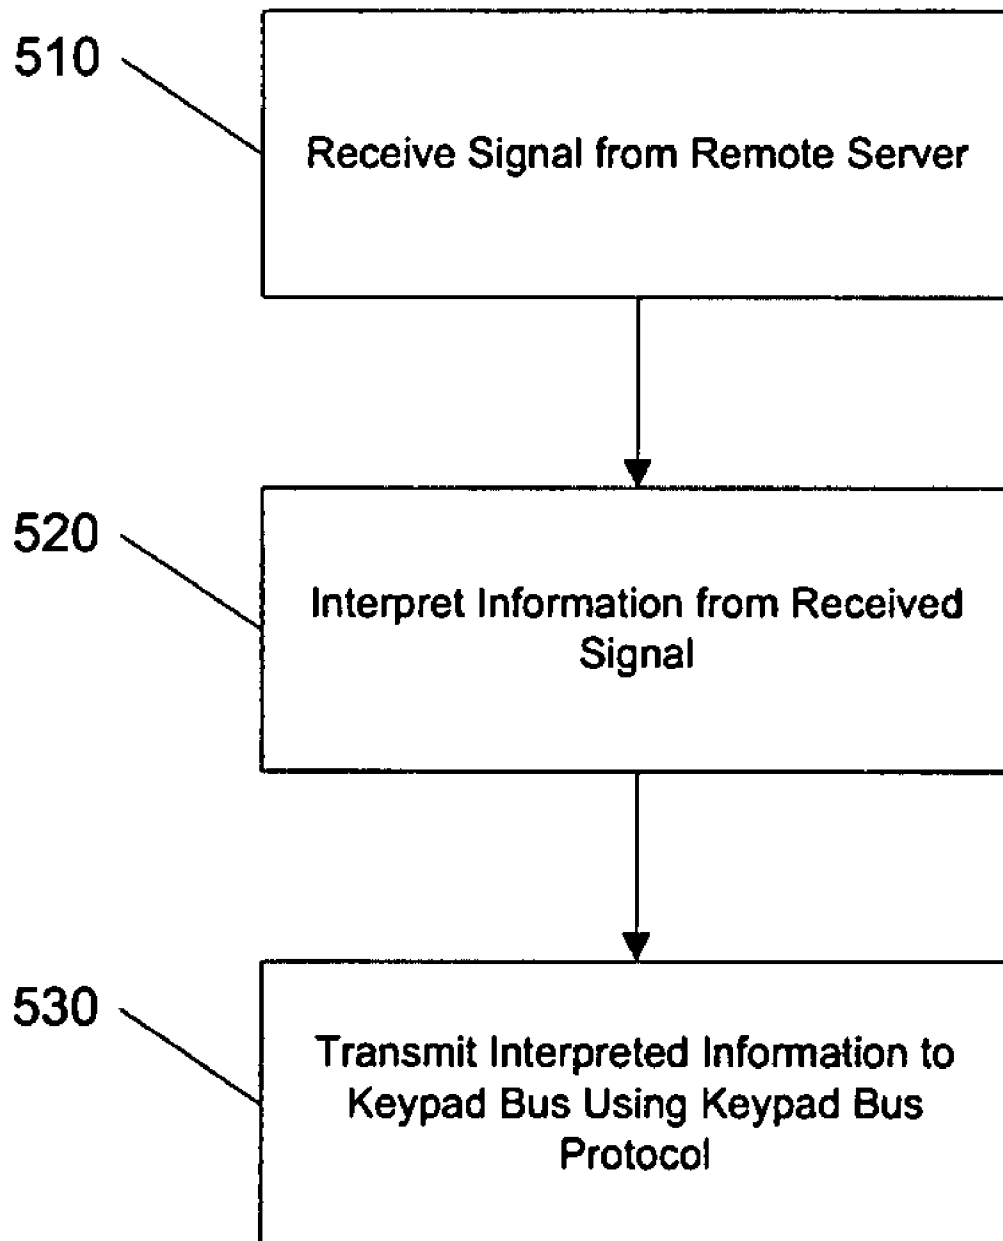 510
Receive Signal from Remote Server
520
Interpret Information from Received
Signal
530
Transmit Interpreted Information to
Keypad Bus Using Keypad Bus
Protocol